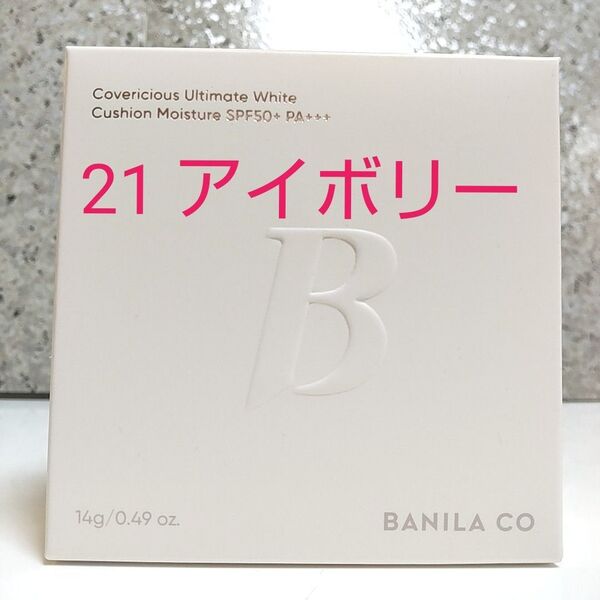 Covericious Ultimate White
Cushion Moisture SPF50+ PA+++
21 アイボリー
B
14g/0.49 oz.
BANILA CO